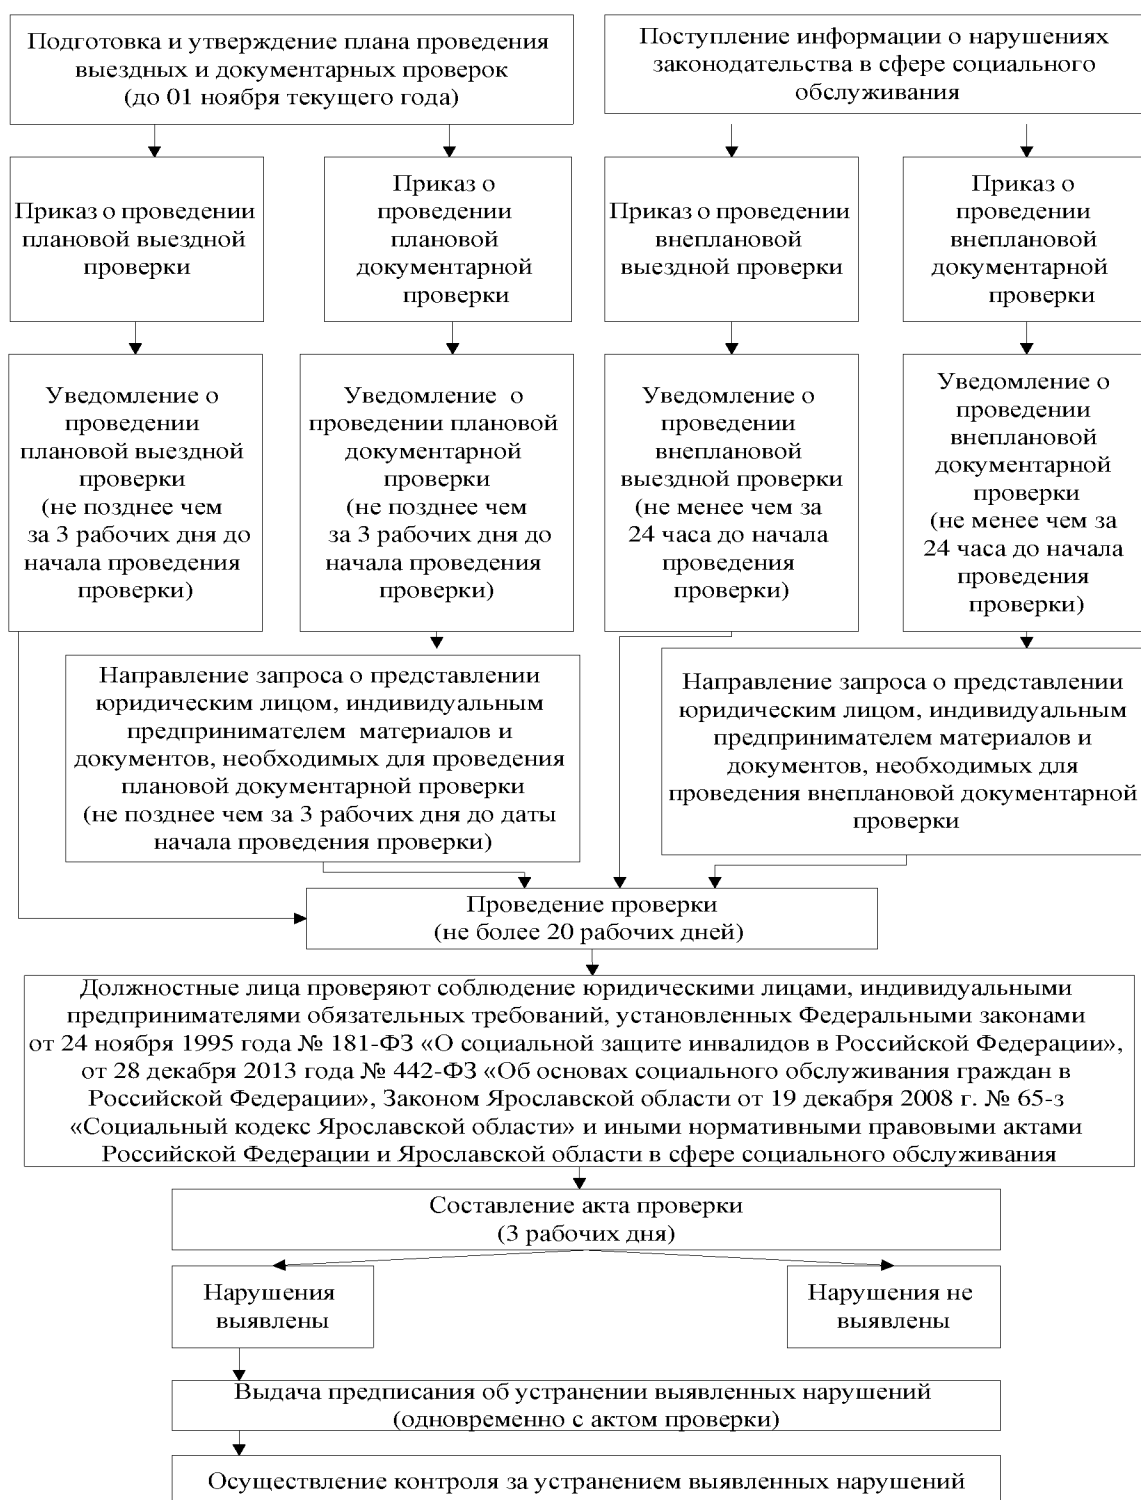 Подготовка и утверждение плана проведения
выездных и документарных проверок
(до 01 ноября текущего года)
Поступление информации о нарушениях
законодательства в сфере социального
обслуживания
Приказ о проведении
плановой выездной
проверки
Приказ о
проведении
плановой
документарной
проверки
Приказ о проведении
внеплановой
выездной проверки
Приказ о
проведении
внеплановой
документарной
проверки
Уведомление о
проведении
плановой выездной
проверки
(не позднее чем
за 3 рабочих дня до
начала проведения
проверки)
Уведомление о
проведении плановой
документарной
проверки
(не позднее чем
за 3 рабочих дня до
начала проведения
проверки)
Уведомление о
проведении
внеплановой
выездной проверки
(не менее чем за
24 часа до начала
проведения
проверки)
Уведомление о
проведении
внеплановой
документарной
проверки
(не менее чем за
24 часа до начала
проведения
проверки)
Направление запроса о представлении
юридическим лицом, индивидуальным
предпринимателем материалов и
документов, необходимых для проведения
плановой документарной проверки
(не позднее чем за 3 рабочих дня до даты
начала проведения проверки)
Направление запроса о представлении
юридическим лицом, индивидуальным
предпринимателем материалов и
документов, необходимых для
проведения внеплановой документарной
проверки
Проведение проверки
(не более 20 рабочих дней)
Должностные лица проверяют соблюдение юридическими лицами, индивидуальными
предпринимателями обязательных требований, установленных Федеральными законами
от 24 ноября 1995 года № 181-ФЗ «О социальной защите инвалидов в Российской Федерации»,
от 28 декабря 2013 года № 442-ФЗ «Об основах социального обслуживания граждан в
Российской Федерации», Законом Ярославской области от 19 декабря 2008 г. № 65-з
«Социальный кодекс Ярославской области» и иными нормативными правовыми актами
Российской Федерации и Ярославской области в сфере социального обслуживания
Составление акта проверки
(3 рабочих дня)
Нарушения
выявлены
Нарушения не
выявлены
Выдача предписания об устранении выявленных нарушений
(одновременно с актом проверки)
Осуществление контроля за устранением выявленных нарушений